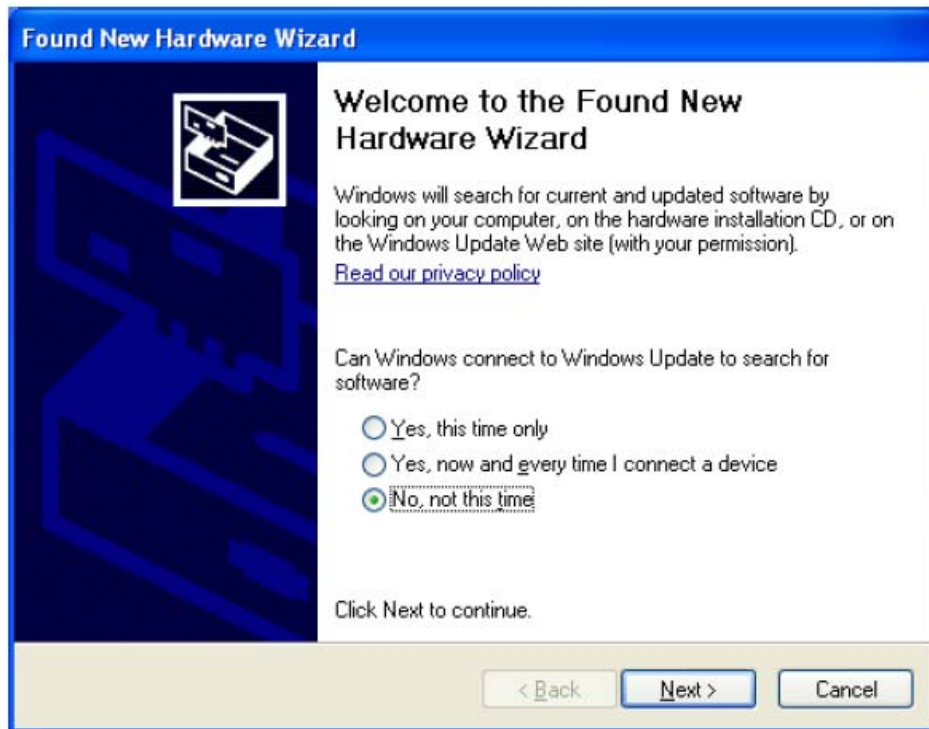 Found New Hardware Wizard
Welcome to the Found New
Hardware Wizard
Windows will search for current and updated software by
looking on your computer, on the hardware installation CD, or on
the Windows Update Web site (with your permission).
Read our privacy policy
Can Windows connect to Windows Update to search for
software?
Yes, this time only
Yes, now and every time I connect a device
No, not this time
Click Next to continue.
< Back Next > Cancel